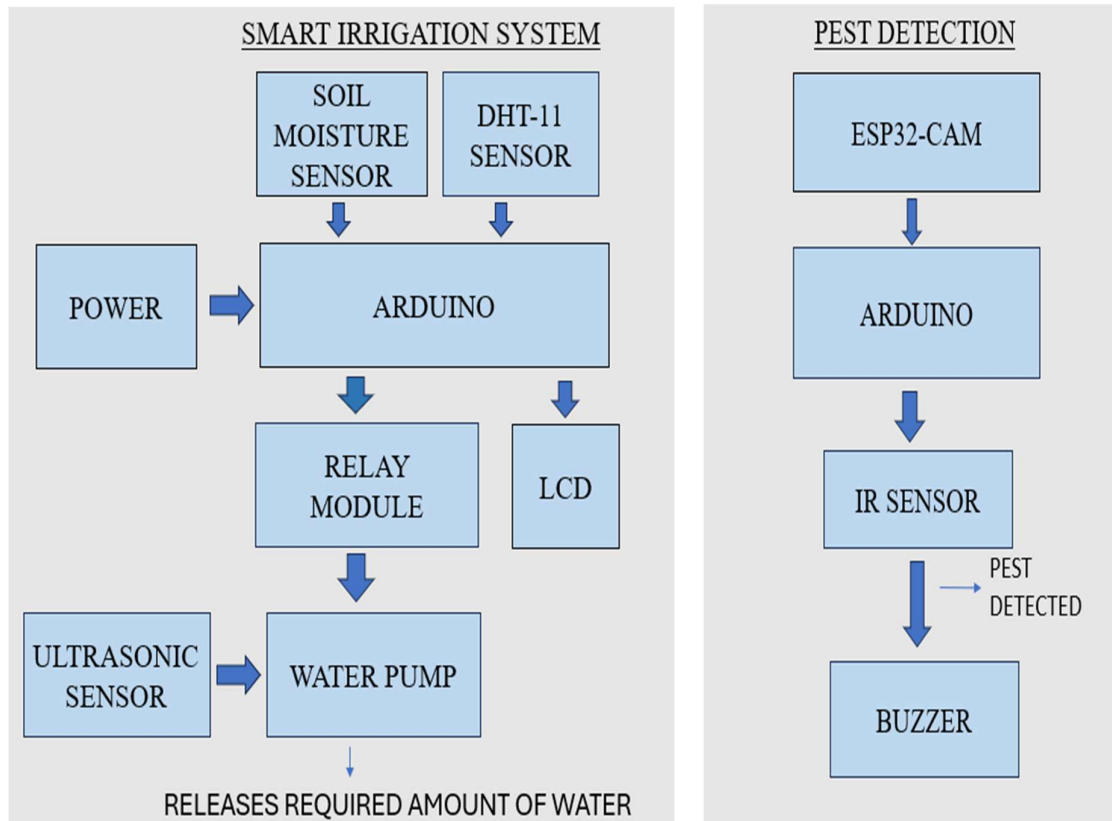 SMART IRRIGATION SYSTEM
SOIL
MOISTURE
SENSOR
DHT-11
SENSOR
POWER
ARDUINO
RELAY
MODULE
LCD
ULTRASONIC
SENSOR
WATER PUMP
RELEASES REQUIRED AMOUNT OF WATER
PEST DETECTION
ESP32-CAM
ARDUINO
IR SENSOR
PEST
DETECTED
BUZZER